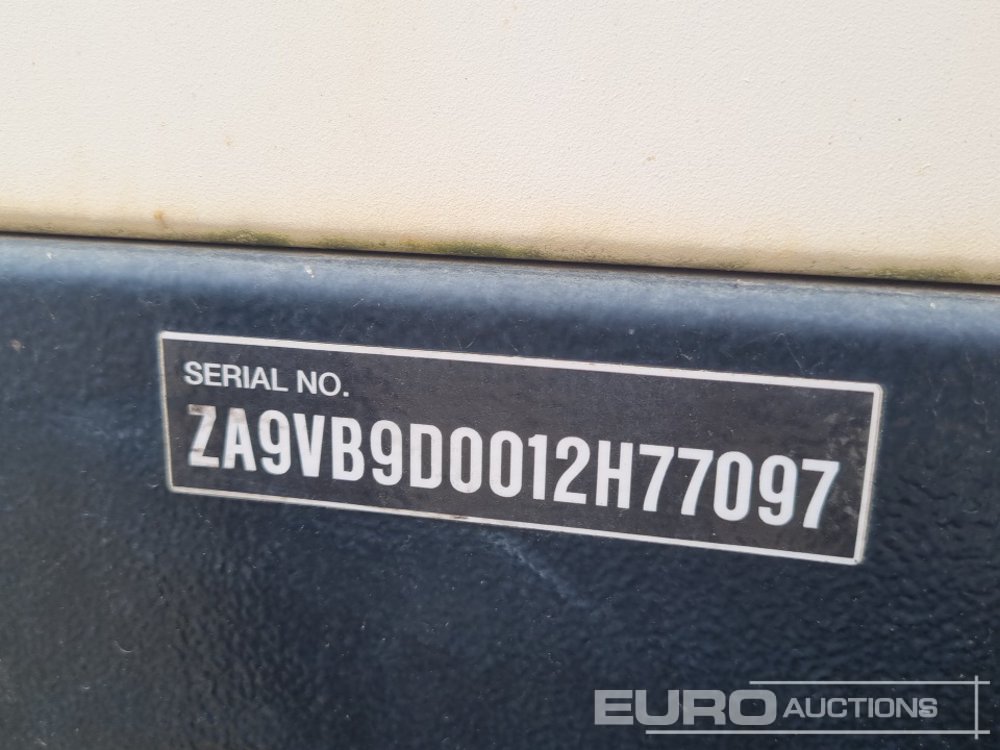 SERIAL NO.
ZA9VB9D0012H77097
EURO AUCTIONS